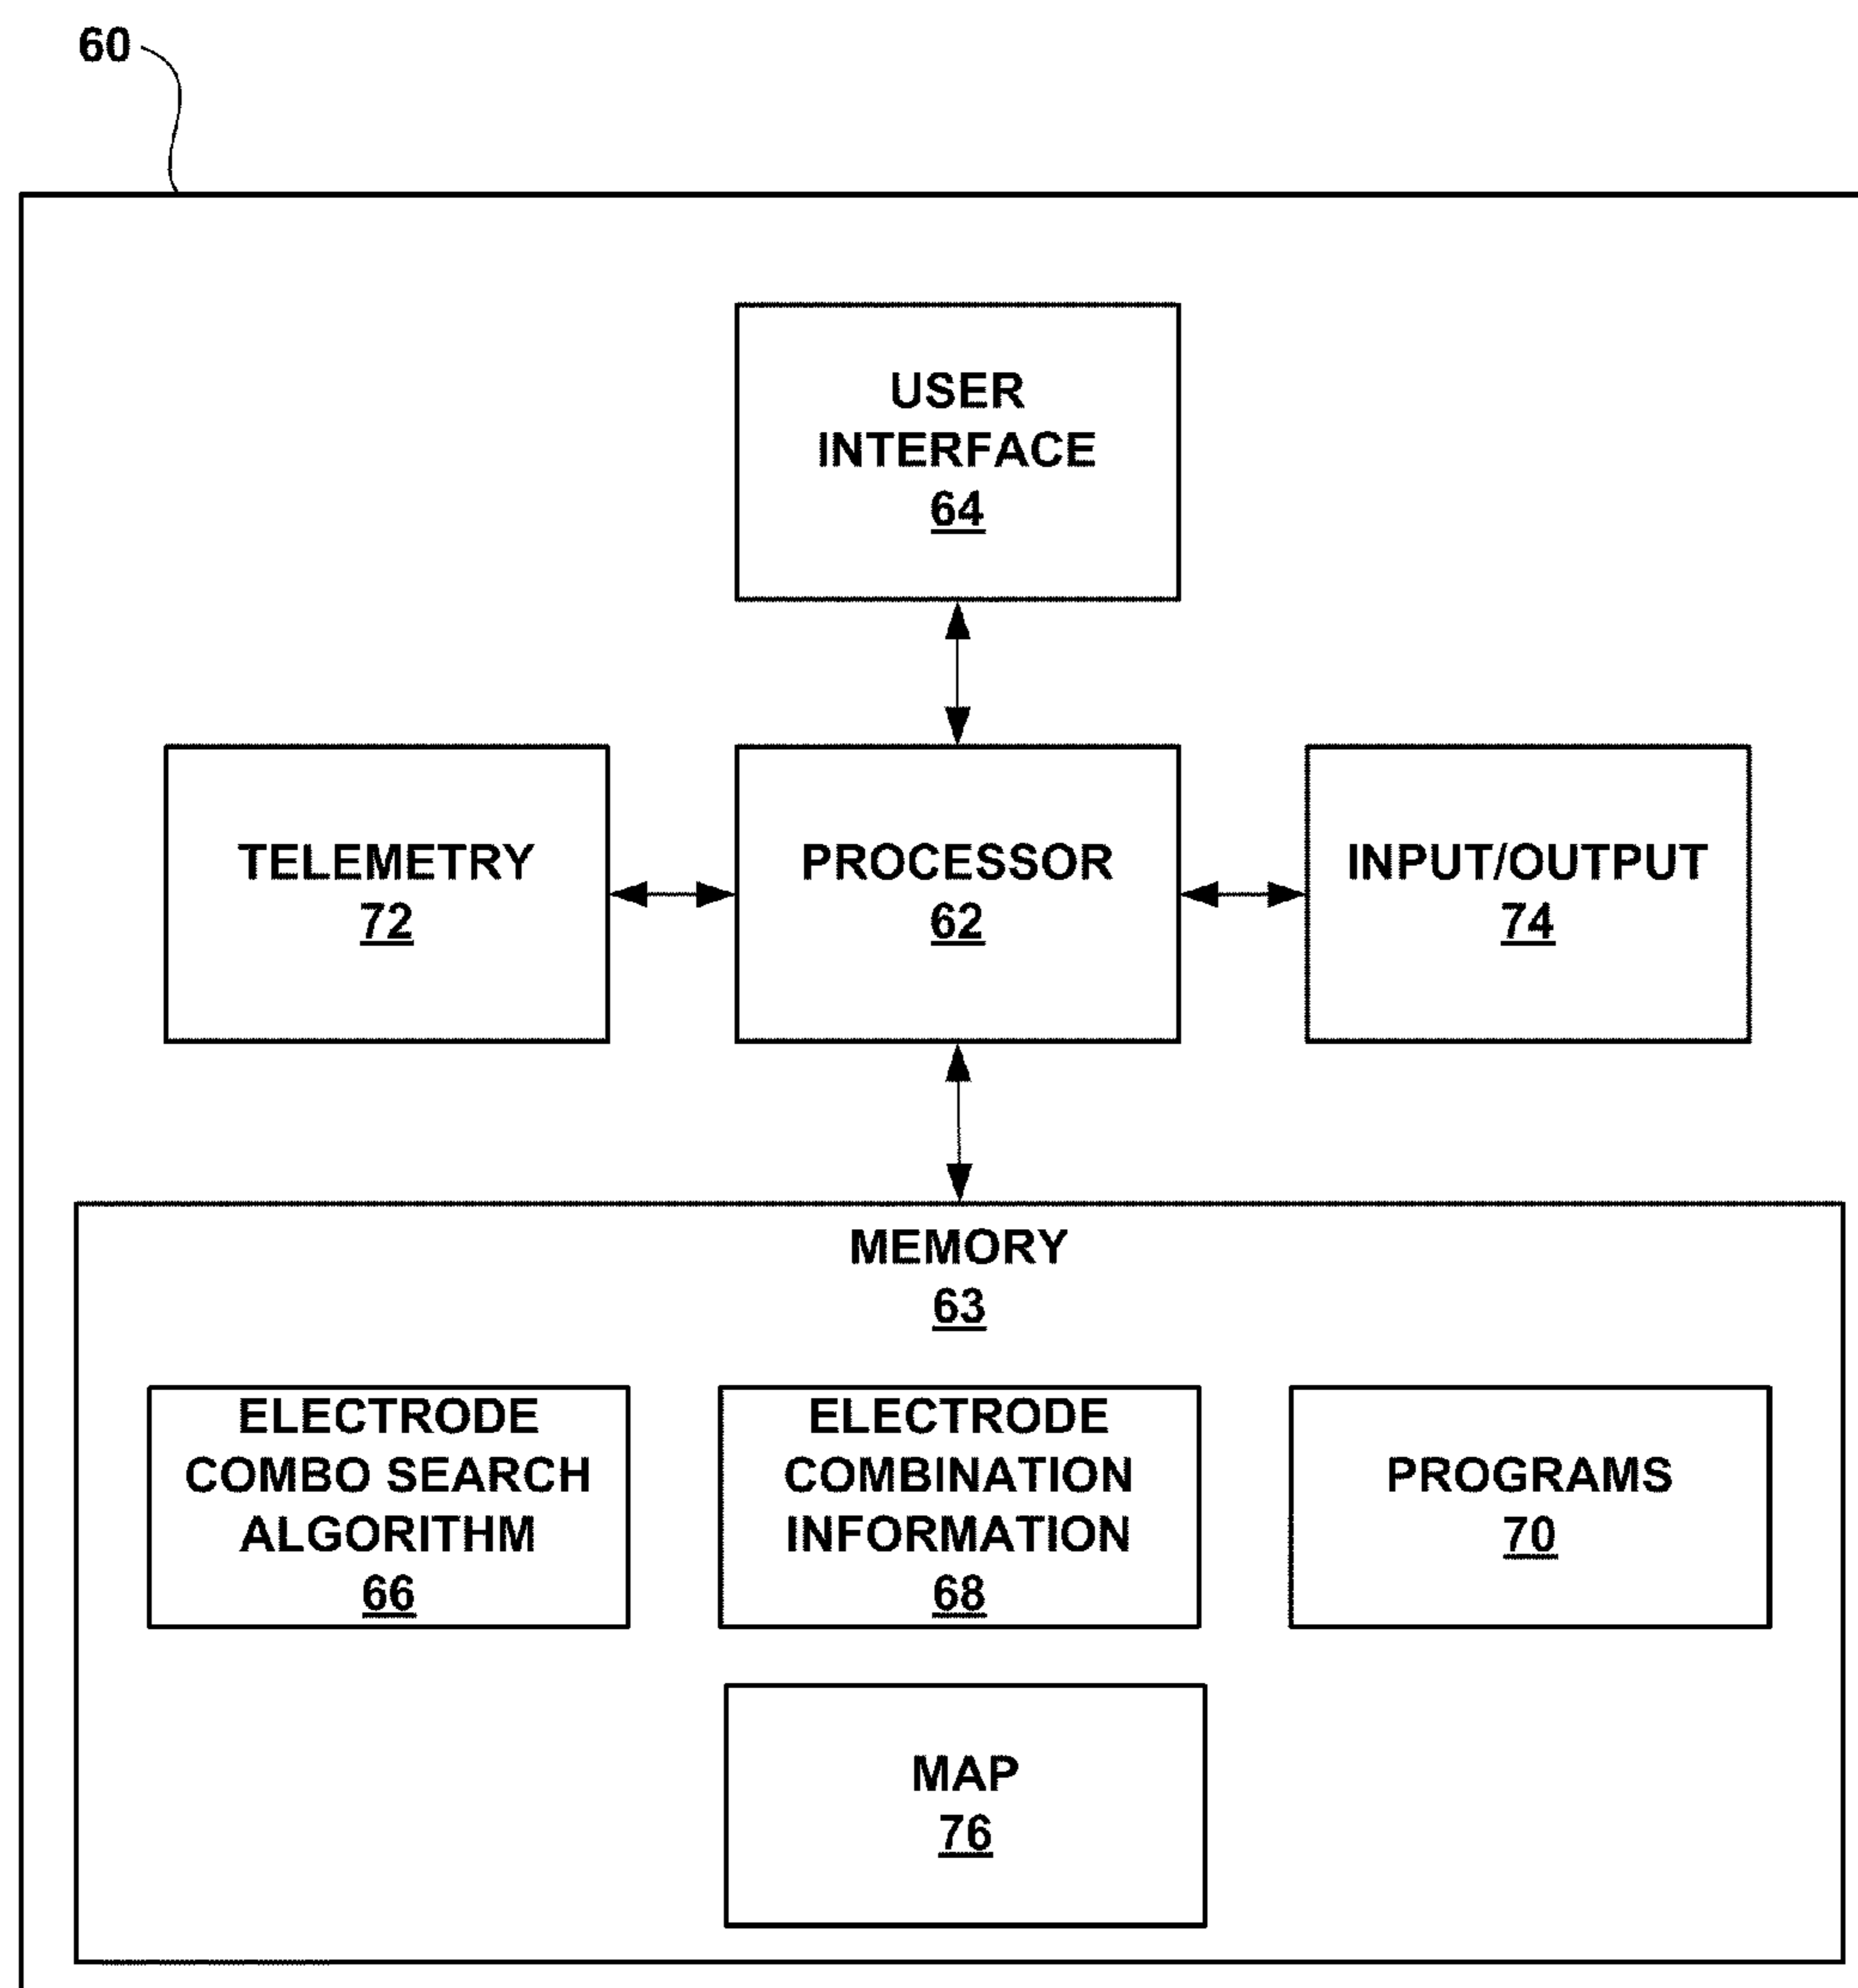 60
USER
INTERFACE
64
TELEMETRY
72
PROCESSOR
62
INPUT/OUTPUT
74
MEMORY
63
ELECTRODE
COMBO SEARCH
ALGORITHM
66
ELECTRODE
COMBINATION
INFORMATION
68
PROGRAMS
70
MAP
76